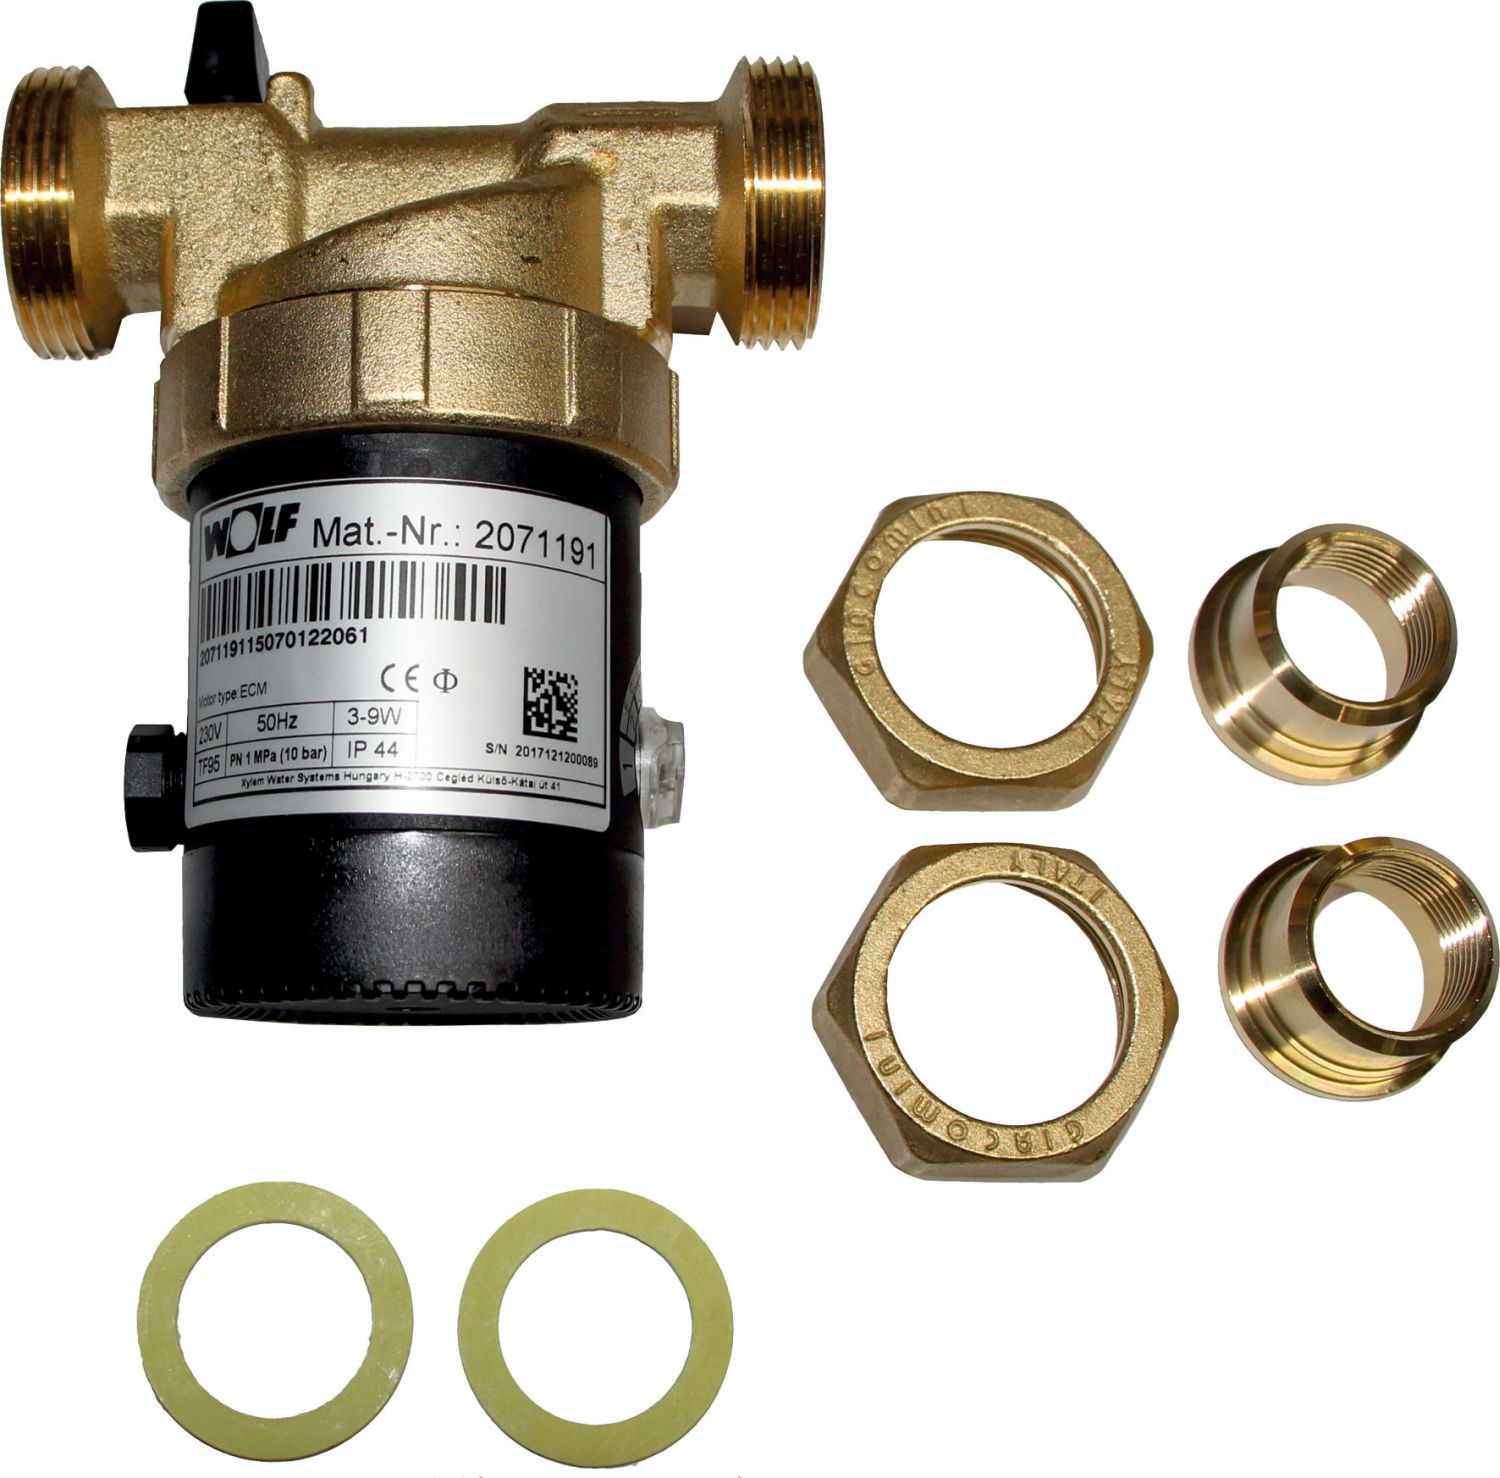 WOLF Mat.-Nr.: 2071191
207119115070122061
Motor type:ECM
CE Φ
230V 50Hz 3-9W
TF95 PN 1 MPa (10 bar) IP 44
S/N 2017121200089
Xylem Water Systems Hungary H-2700 Cegléd Külső-Kátai út 41
1
GIACOMINI
ITALY
ITALY
GIACOMINI